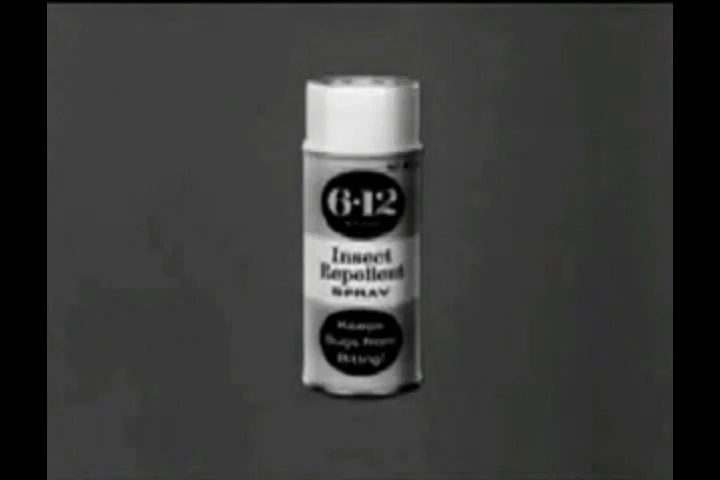 6·12
Insect
Repellent
SPRAY
Keeps
Bugs From
Biting!